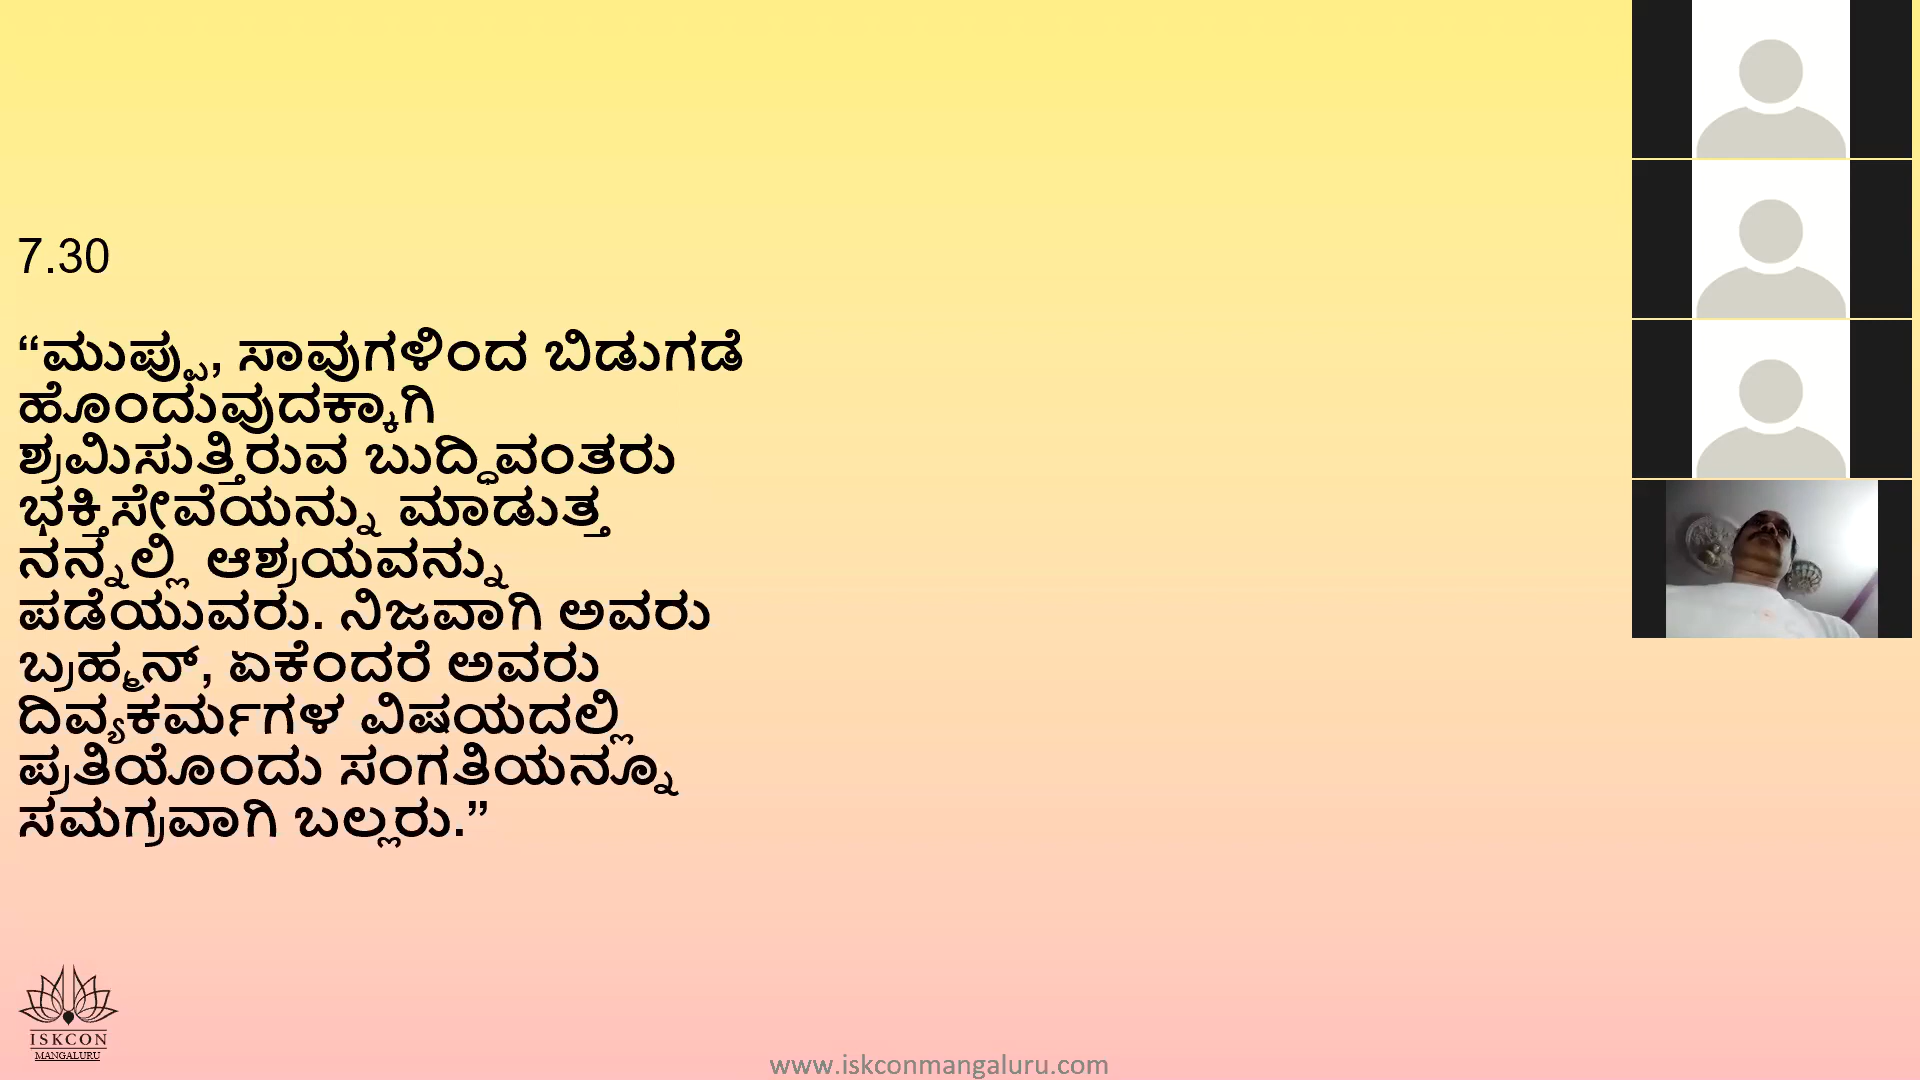 7.30
“ಮುಪ್ಪು, ಸಾವುಗಳಿಂದ ಬಿಡುಗಡೆ
ಹೊಂದುವುದಕ್ಕಾಗಿ
ಶ್ರಮಿಸುತ್ತಿರುವ ಬುದ್ಧಿವಂತರು
ಭಕ್ತಿಸೇವೆಯನ್ನು ಮಾಡುತ್ತ
ನನ್ನಲ್ಲಿ ಆಶ್ರಯವನ್ನು
ಪಡೆಯುವರು. ನಿಜವಾಗಿ ಅವರು
ಬ್ರಹ್ಮನ್, ಏಕೆಂದರೆ ಅವರು
ದಿವ್ಯಕರ್ಮಗಳ ವಿಷಯದಲ್ಲಿ
ಪ್ರತಿಯೊಂದು ಸಂಗತಿಯನ್ನೂ
ಸಮಗ್ರವಾಗಿ ಬಲ್ಲರು.”
ISKCON
MANGALURU
www.iskconmangaluru.com